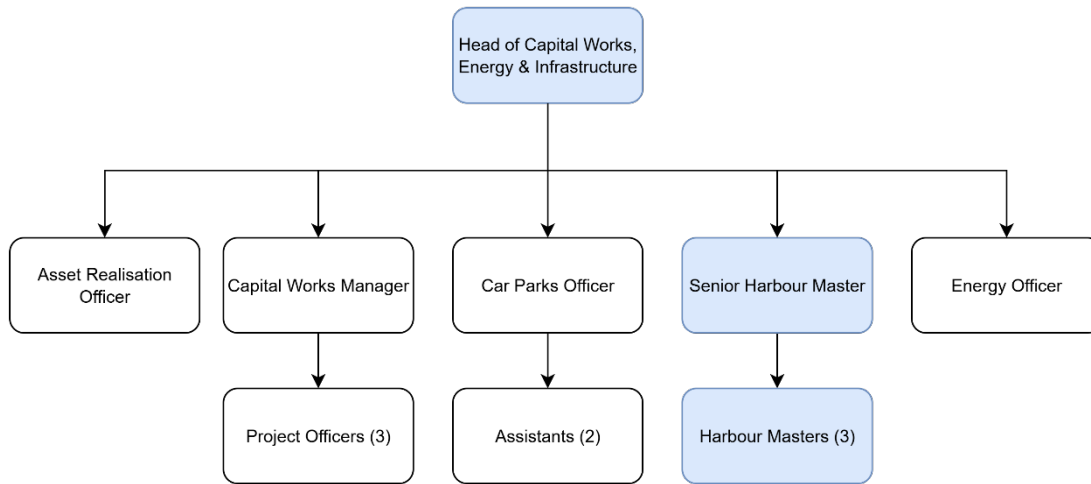 Head of Capital Works,
Energy & Infrastructure
Asset Realisation
Officer
Capital Works Manager
Car Parks Officer
Senior Harbour Master
Energy Officer
Project Officers (3)
Assistants (2)
Harbour Masters (3)